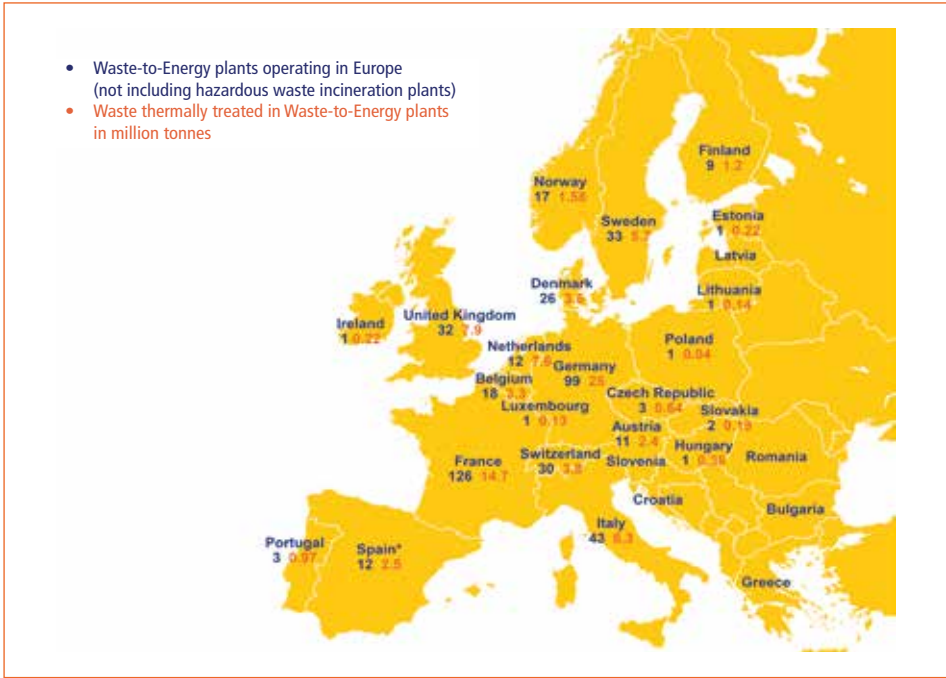 • Waste-to-Energy plants operating in Europe
(not including hazardous waste incineration plants)
• Waste thermally treated in Waste-to-Energy plants
in million tonnes
Finland
9 1.2
Norway
17 1.58
Sweden
33 5.7
Estonia
1 0.22
Latvia
Denmark
26
Lithuania
1 0.14
Ireland
1 0.22
United Kingdom
32 7.9
Poland
1 0.04
Netherlands
12 7.6
Germany
99 25
Belgium
18 3.3
Czech Republic
3 0.64
Luxembourg
1 0.13
Slovakia
2 0.19
Austria
11 2.4
Hungary
1
France
126 14.7
Switzerland
30 3.8
Slovenia
Romania
Croatia
Bulgaria
Italy
43 6.3
Portugal
3 0.97
Spain*
12 2.5
Greece